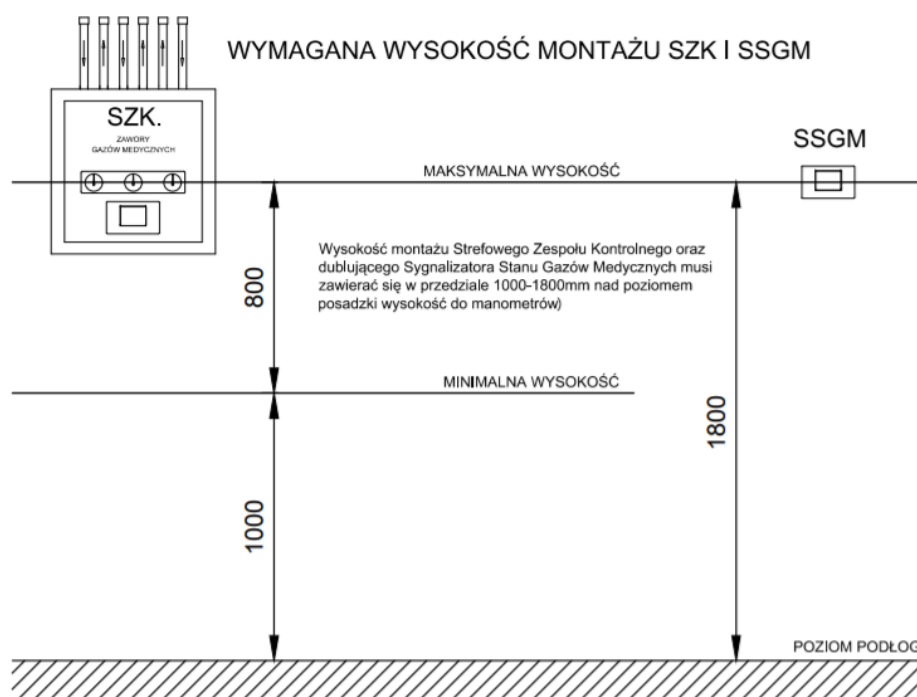 WYMAGANA WYSOKOŚĆ MONTAŻU SZK I SSGM
SZK.
ZAWORY
GAZÓW MEDYCZNYCH
SSGM
MAKSYMALNA WYSOKOŚĆ
Wysokość montażu Strefowego Zespołu Kontrolnego oraz
dublującego Sygnalizatora Stanu Gazów Medycznych musi
zawierać się w przedziale 1000-1800mm nad poziomem
posadzki wysokość do manometrów)
800
MINIMALNA WYSOKOŚĆ
1800
1000
POZIOM PODŁOG